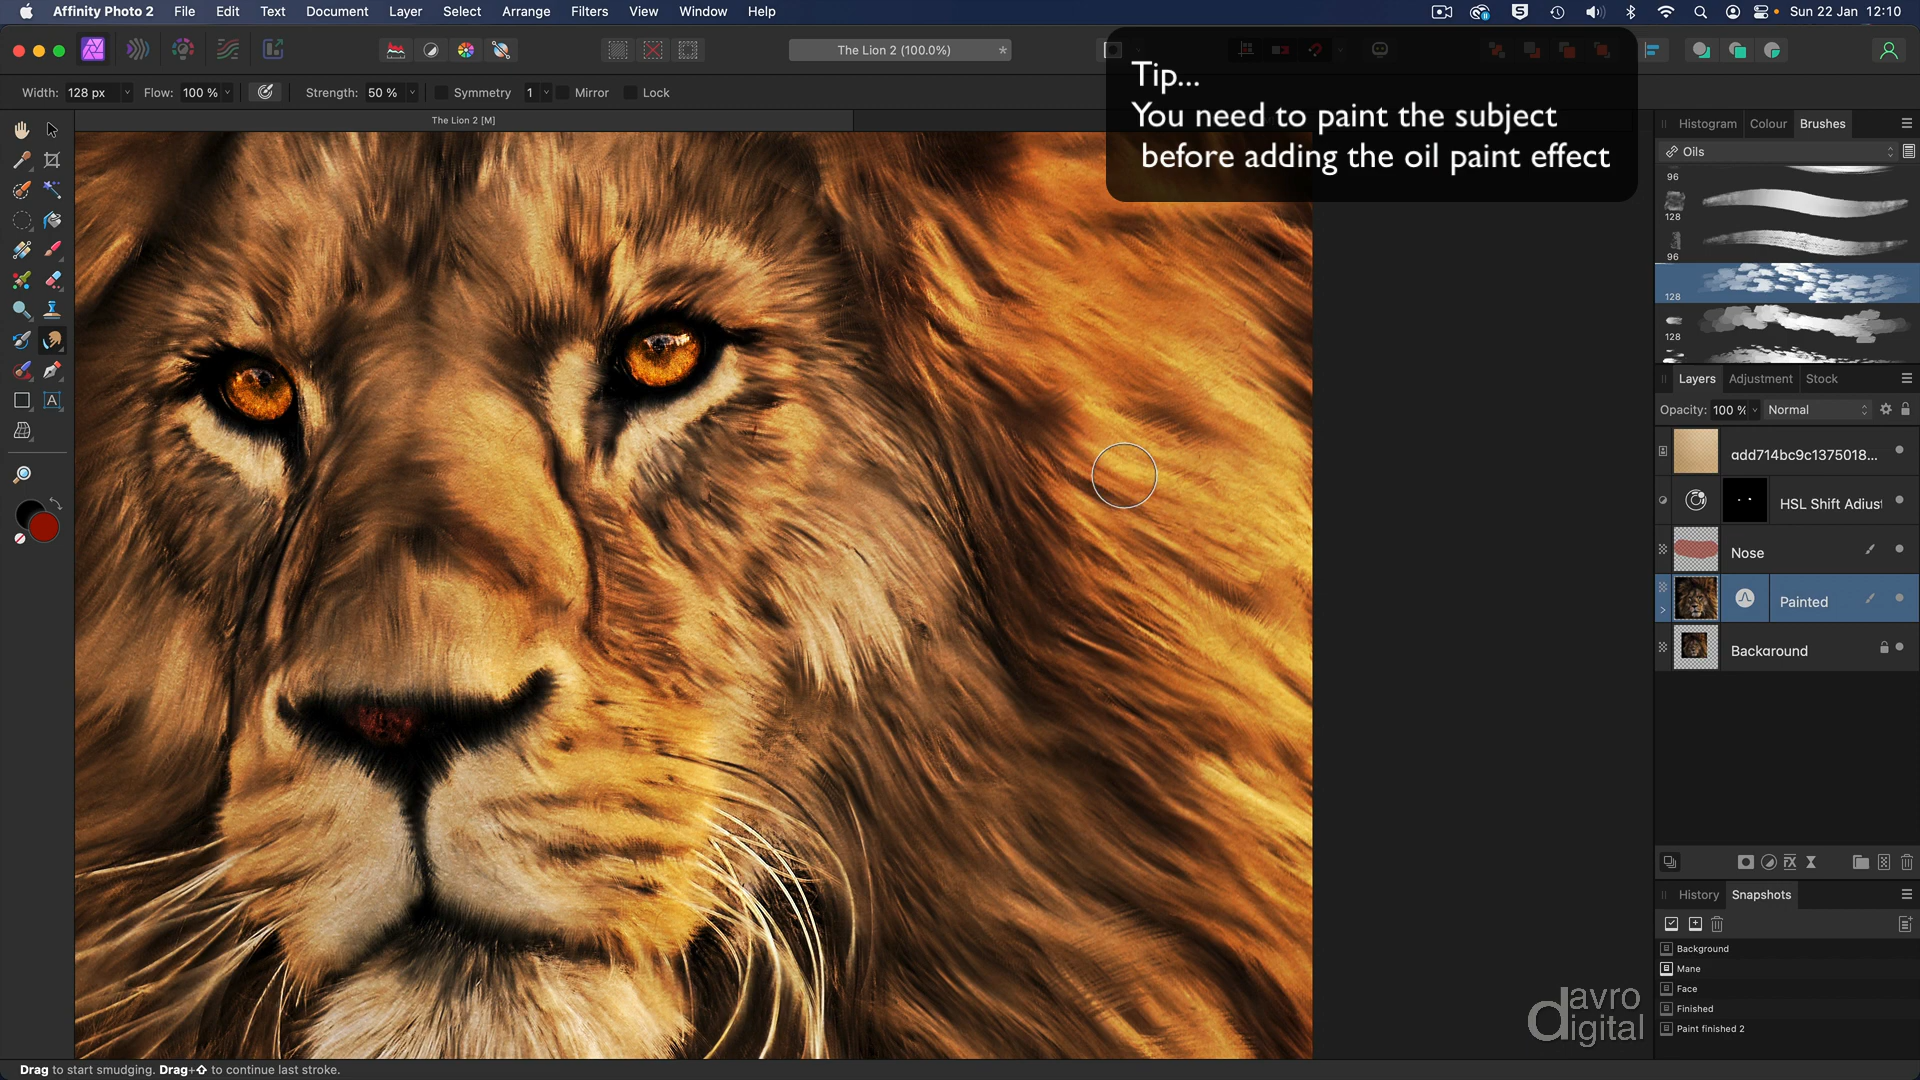 Affinity Photo 2 File Edit Text Document Layer Select Arrange Filters View Window Help Sun 22 Jan 12:10
The Lion 2 (100.0%) *
Tip...
You need to paint the subject
before adding the oil paint effect
Width: 128 px Flow: 100 % Strength: 50 % Symmetry 1 Mirror Lock
The Lion 2 [M]
Histogram Colour Brushes
Oils
96
128
96
128
128
Layers Adjustment Stock
Opacity: 100 % Normal
add714bc9c1375018...
HSL Shift Adjus
Nose
Painted
Background
History Snapshots
Background
Mane
Face
Finished
Paint finished 2
davro
digital
Drag to start smudging. Drag+⇧ to continue last stroke.